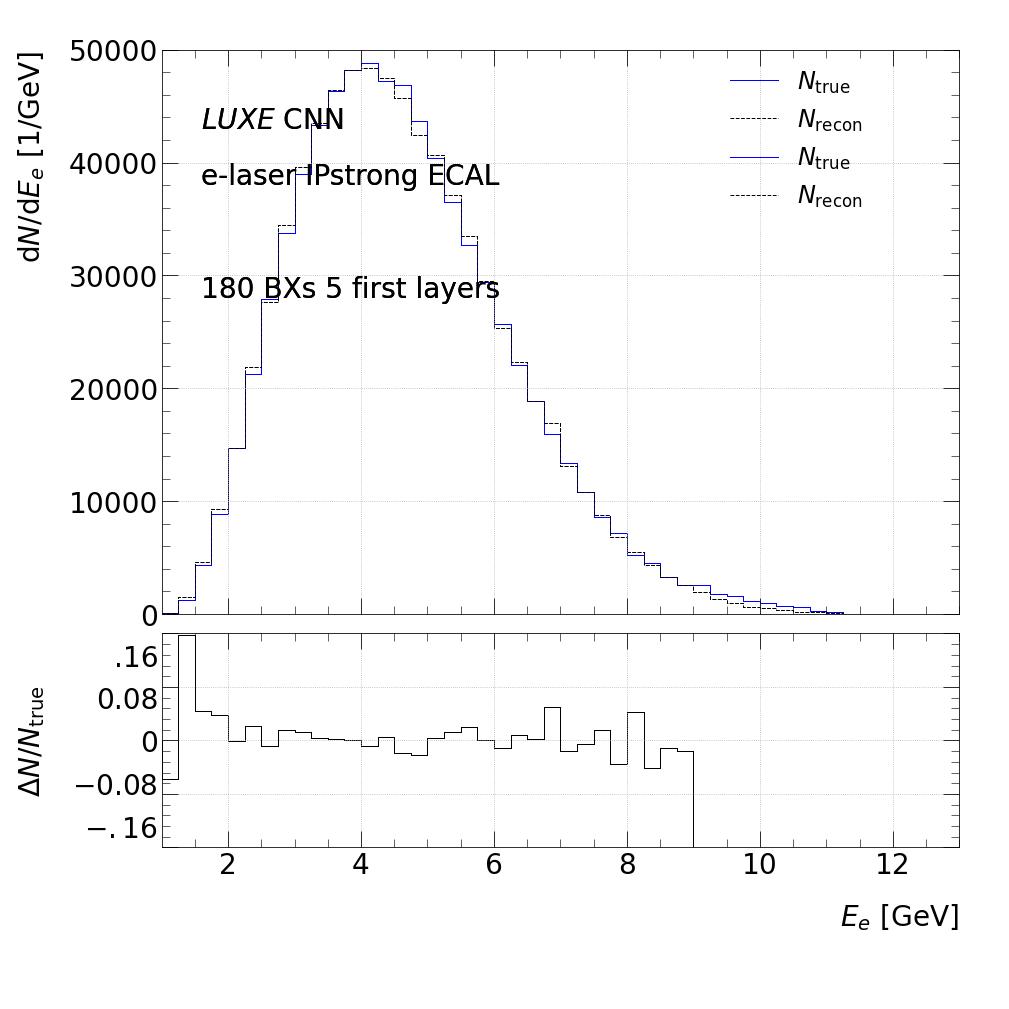 50000
40000
30000
20000
10000
0
dN/dE_e [1/GeV]
LUXE CNN
e-laser IPstrong ECAL
180 BXs 5 first layers
N_true
N_recon
N_true
N_recon
.16
0.08
0
−0.08
−.16
ΔN/N_true
2 4 6 8 10 12
E_e [GeV]